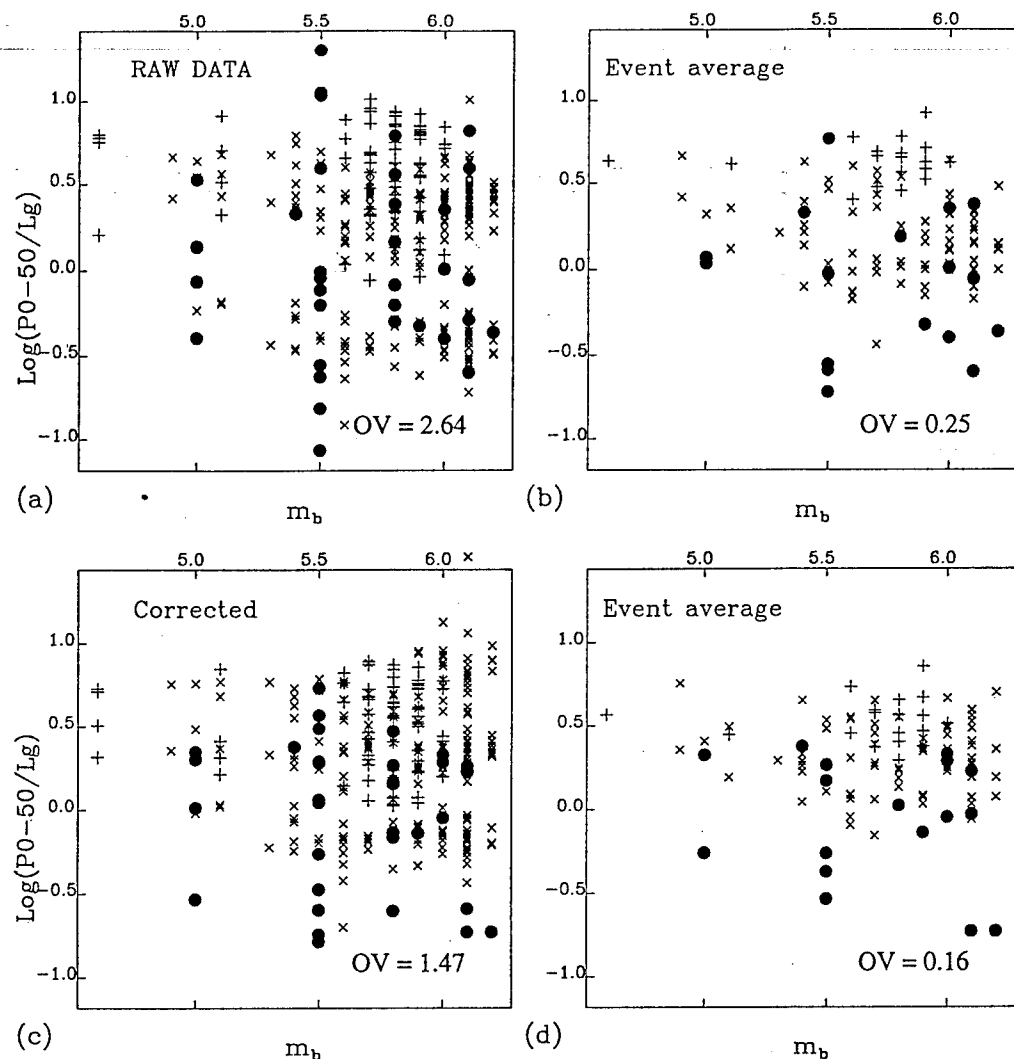 5.0 5.5 6.0
RAW DATA
1.0
0.5
0.0
-0.5
-1.0
Log(P0-50/Lg)
OV = 2.64
(a)
m_b
5.0 5.5 6.0
Event average
1.0
0.5
0.0
-0.5
-1.0
OV = 0.25
(b)
m_b
5.0 5.5 6.0
Corrected
1.0
0.5
0.0
-0.5
-1.0
Log(P0-50/Lg)
OV = 1.47
(c)
m_b
5.0 5.5 6.0
Event average
1.0
0.5
0.0
-0.5
-1.0
OV = 0.16
(d)
m_b